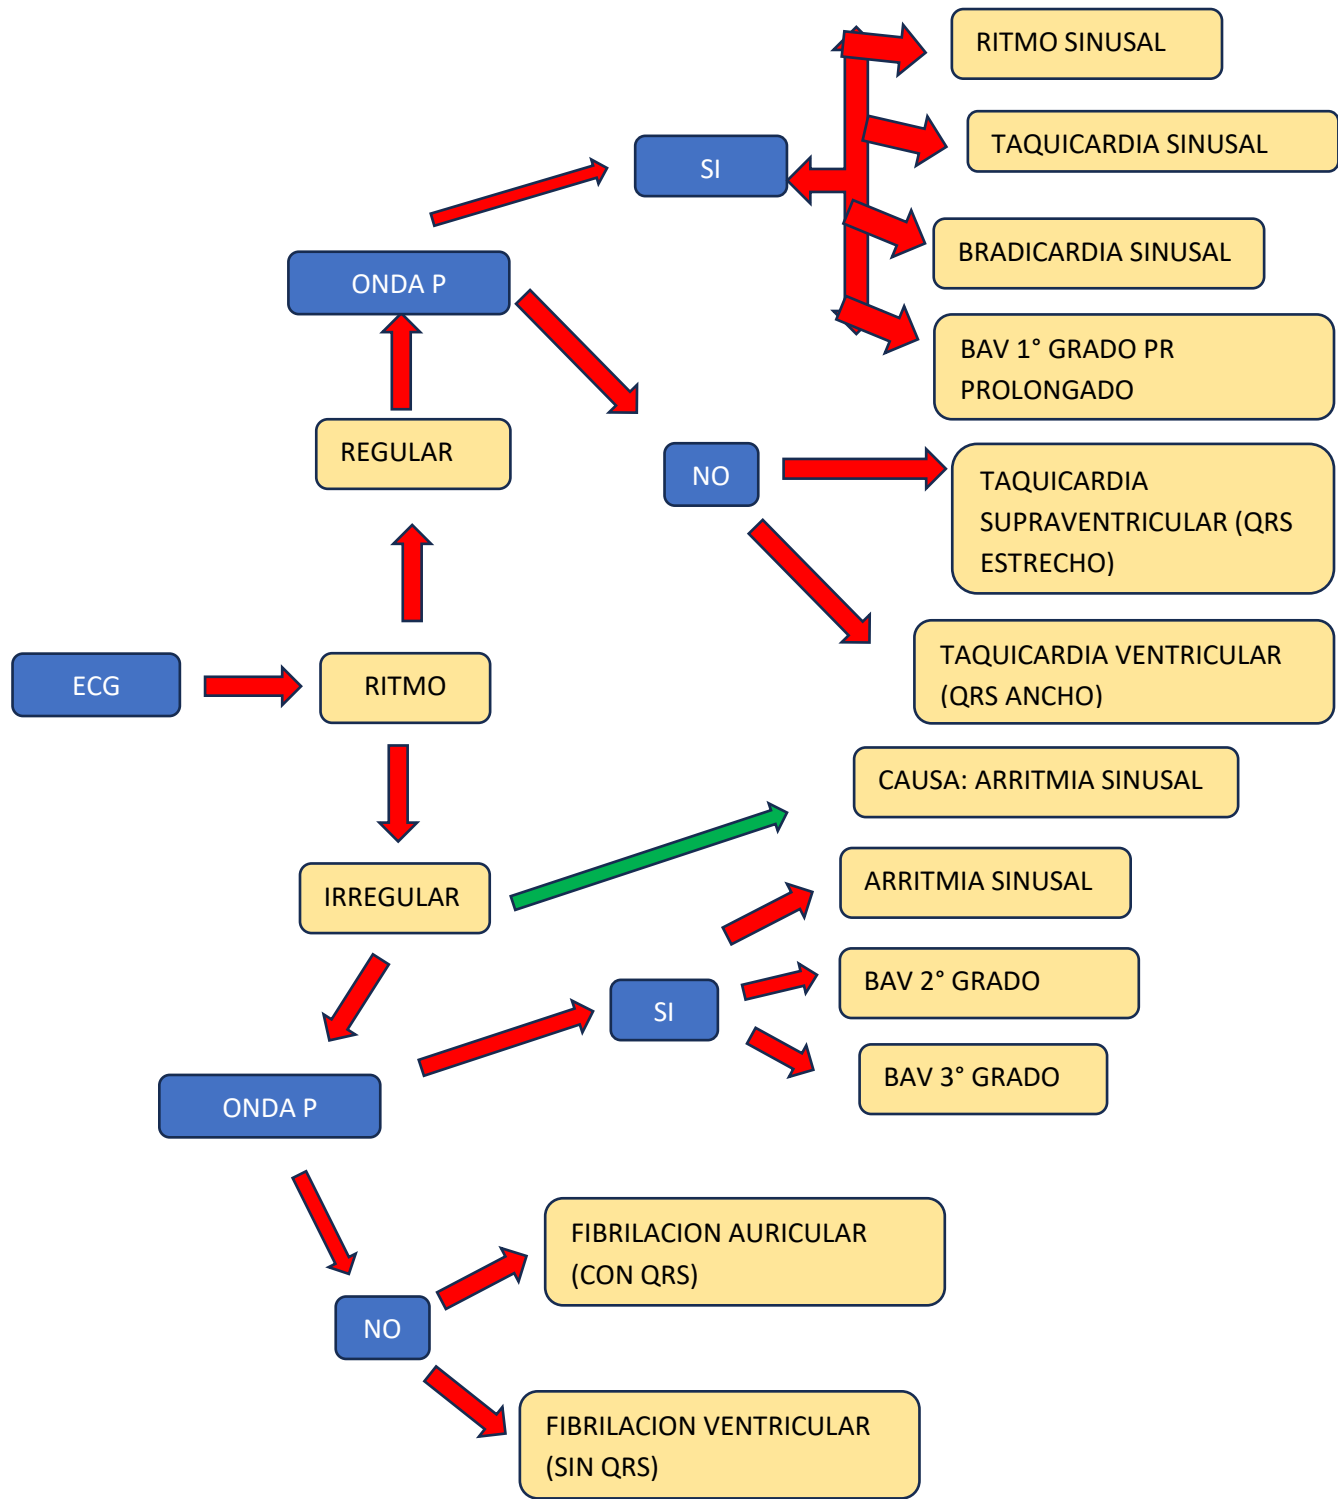 RITMO SINUSAL
TAQUICARDIA SINUSAL
SI
BRADICARDIA SINUSAL
ONDA P
BAV 1° GRADO PR
PROLONGADO
REGULAR
NO
TAQUICARDIA
SUPRAVENTRICULAR (QRS
ESTRECHO)
ECG
RITMO
TAQUICARDIA VENTRICULAR
(QRS ANCHO)
CAUSA: ARRITMIA SINUSAL
IRREGULAR
ARRITMIA SINUSAL
SI
BAV 2° GRADO
BAV 3° GRADO
ONDA P
FIBRILACION AURICULAR
(CON QRS)
NO
FIBRILACION VENTRICULAR
(SIN QRS)